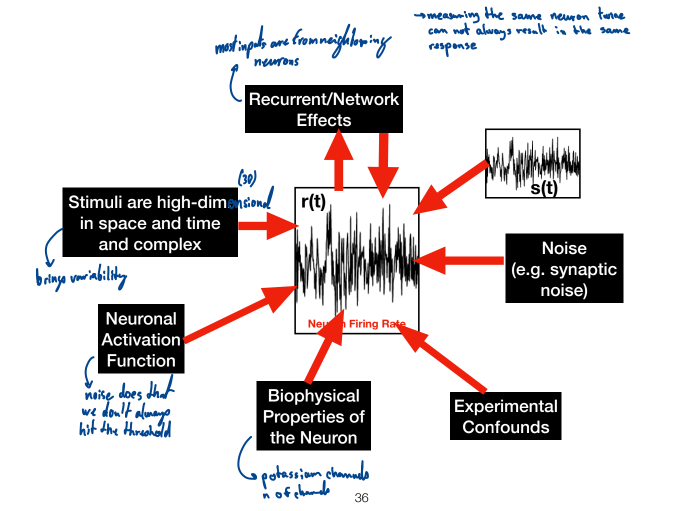 →measuring the same neuron twice
can not always result in the same
response
most inputs are from neighboring
neurons
Recurrent/Network
Effects
s(t)
(3D)
Stimuli are high-dimensional
in space and time
and complex
r(t)
brings variability
Noise
(e.g. synaptic
noise)
Neuronal
Activation
Function
Neuron Firing Rate
noise does that
we don't always
hit the threshold
Biophysical
Properties of
the Neuron
Experimental
Confounds
potassium channels
n of channels
36